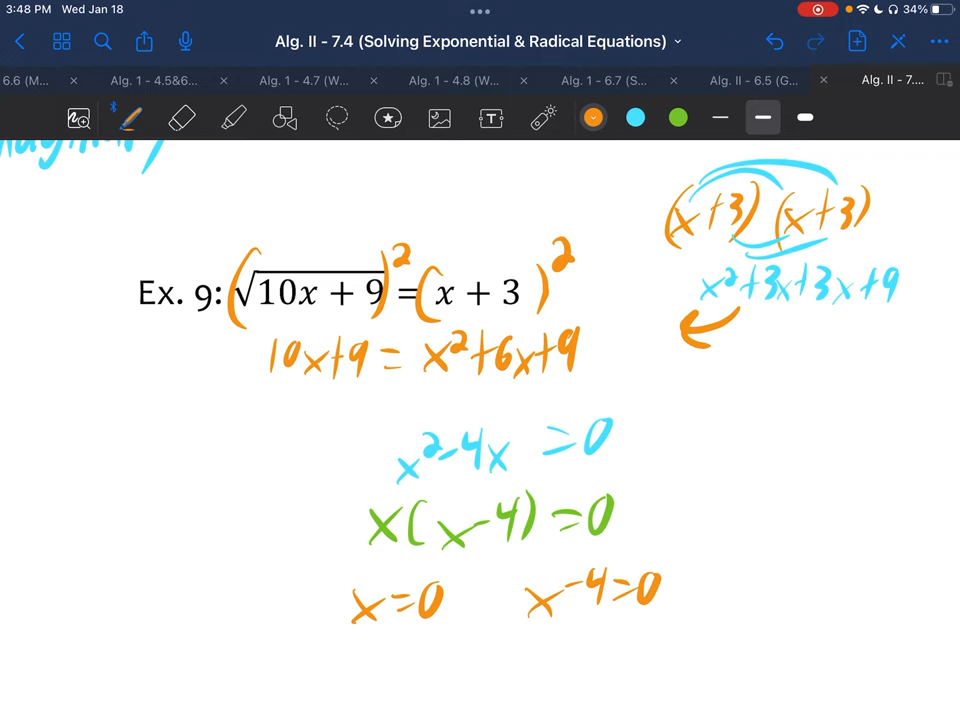 3:48 PM Wed Jan 18 34%
Alg. II - 7.4 (Solving Exponential & Radical Equations)
6.6 (M... Alg. 1 - 4.5&6... Alg. 1 - 4.7 (W... Alg. 1 - 4.8 (W... Alg. 1 - 6.7 (S... Alg. II - 6.5 (G... Alg. II - 7....
(x+3)(x+3)
x²+3x+3x+9
Ex. 9: (√10x + 9)² = (x + 3)²
10x+9 = x²+6x+9
x²-4x = 0
x(x-4) = 0
x=0 x-4=0